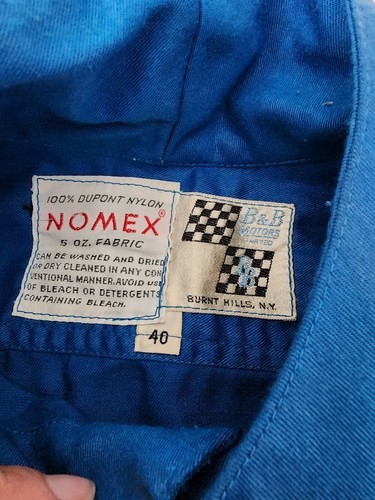 100% DUPONT NYLON
NOMEX®
5 OZ. FABRIC
CAN BE WASHED AND DRIED
OR DRY CLEANED IN ANY CON
VENTIONAL MANNER. AVOID USE
OF BLEACH OR DETERGENTS
CONTAINING BLEACH.
B&B
MOTORS
BURNT HILLS, N.Y.
40